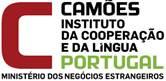 CAMÕES
INSTITUTO
DA COOPERAÇÃO
E DA LÍNGUA
PORTUGAL
MINISTÉRIO DOS NEGÓCIOS ESTRANGEIROS